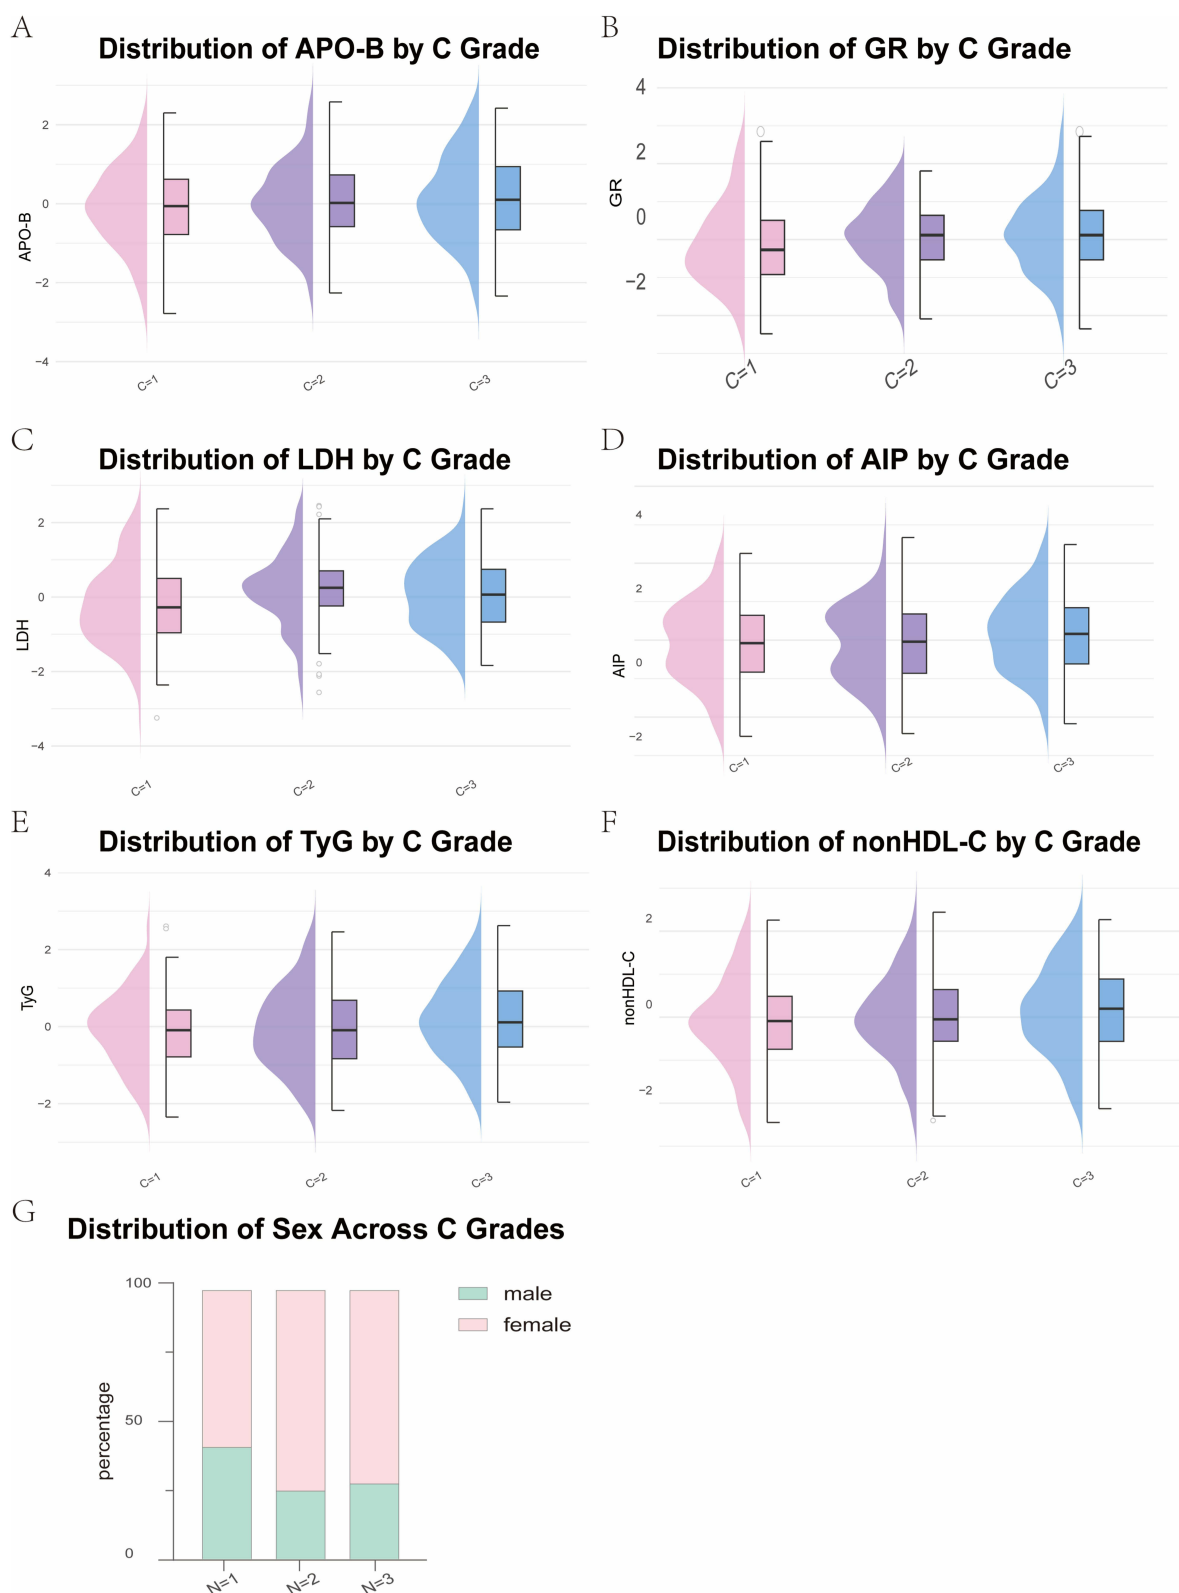 A
Distribution of APO-B by C Grade
2
0
−2
−4
APO-B
C=1
C=2
C=3
B
Distribution of GR by C Grade
4
2
0
−2
GR
C=1
C=2
C=3
C
Distribution of LDH by C Grade
2
0
−2
−4
LDH
C=1
C=2
C=3
D
Distribution of AIP by C Grade
4
2
0
−2
AIP
C=1
C=2
C=3
E
Distribution of TyG by C Grade
4
2
0
−2
TyG
C=1
C=2
C=3
F
Distribution of nonHDL-C by C Grade
2
0
−2
nonHDL-C
C=1
C=2
C=3
G
Distribution of Sex Across C Grades
100
50
0
percentage
male
female
N=1
N=2
N=3